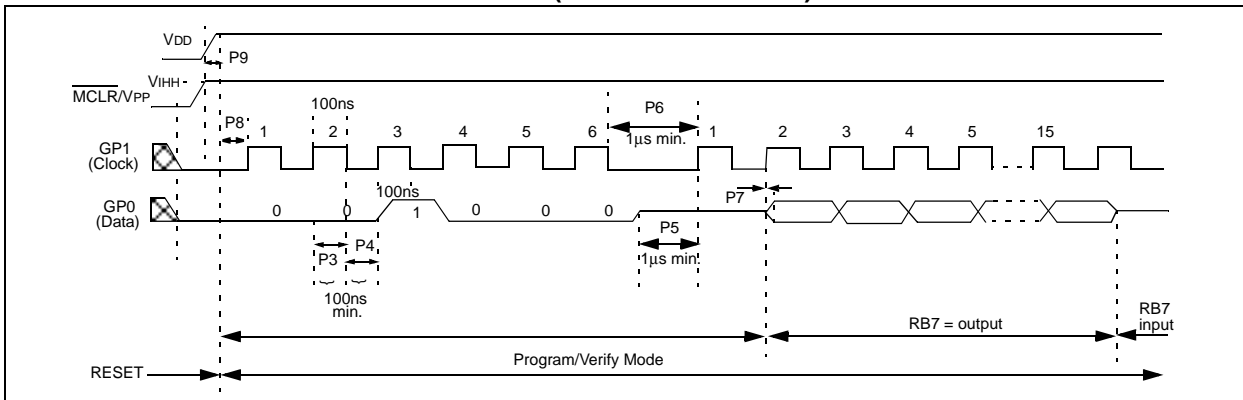 VDD
P9
VIHH
MCLR/VPP
100ns
P8
P6
1 2 3 4 5 6 1 2 3 4 5 15
1µs min.
GP1
(Clock)
100ns
P7
GP0
(Data)
0 0 1 0 0 0
P5
P3 P4
1µs min.
100ns
min.
RB7 = output
RB7
input
Program/Verify Mode
RESET